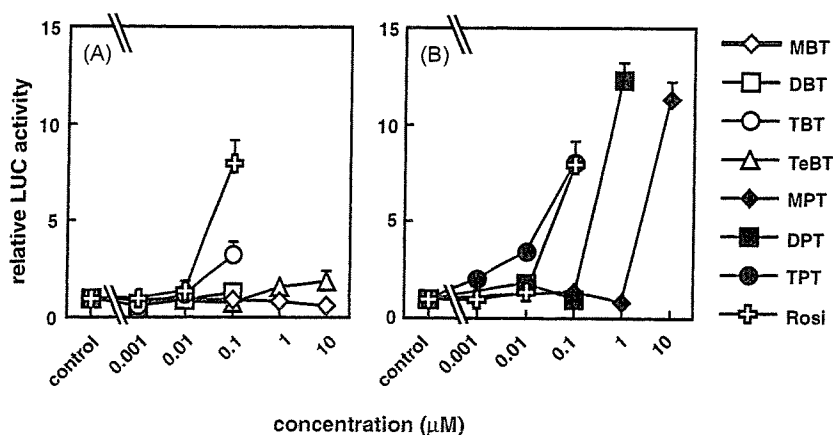 relative LUC activity
15
10
5
0
(A)
control
0.001
0.01
0.1
1
10
15
10
5
0
(B)
control
0.001
0.01
0.1
1
10
concentration (μM)
MBT
DBT
TBT
TeBT
MPT
DPT
TPT
Rosi